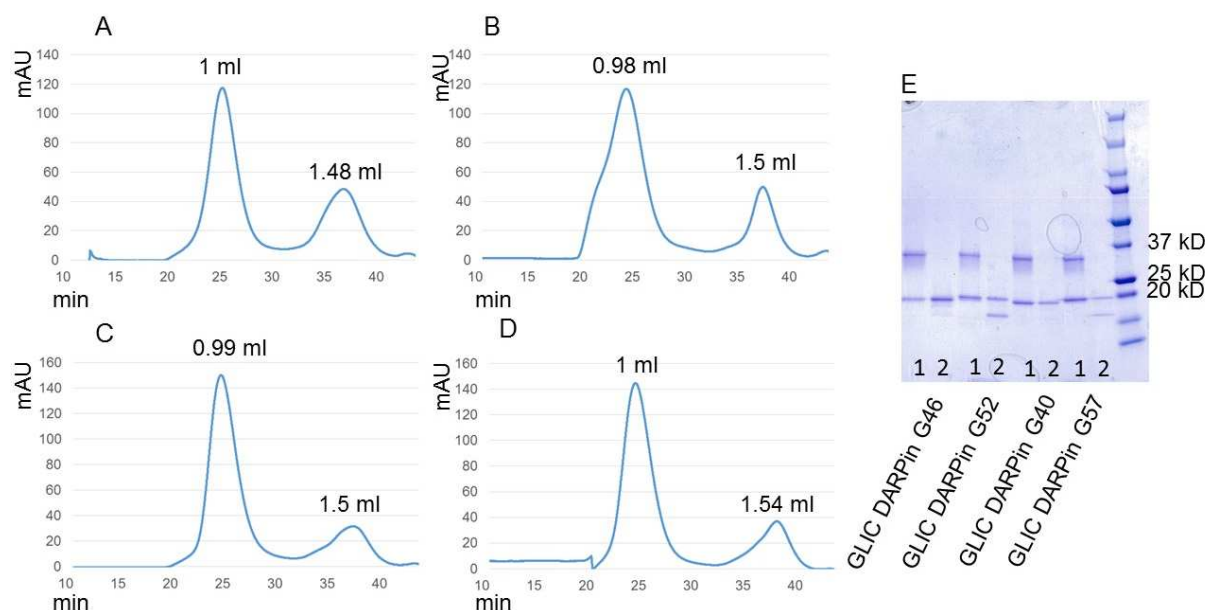 A
mAU
140
120
100
80
60
40
20
0
1 ml
1.48 ml
10 15 20 25 30 35 40
min
B
mAU
140
120
100
80
60
40
20
0
0.98 ml
1.5 ml
10 15 20 25 30 35 40
min
C
mAU
160
140
120
100
80
60
40
20
0
0.99 ml
1.5 ml
10 15 20 25 30 35 40
min
D
mAU
160
140
120
100
80
60
40
20
0
1 ml
1.54 ml
10 15 20 25 30 35 40
min
E
37 kD
25 kD
20 kD
1 2 1 2 1 2 1 2
GLIC DARPin G46
GLIC DARPin G52
GLIC DARPin G40
GLIC DARPin G57